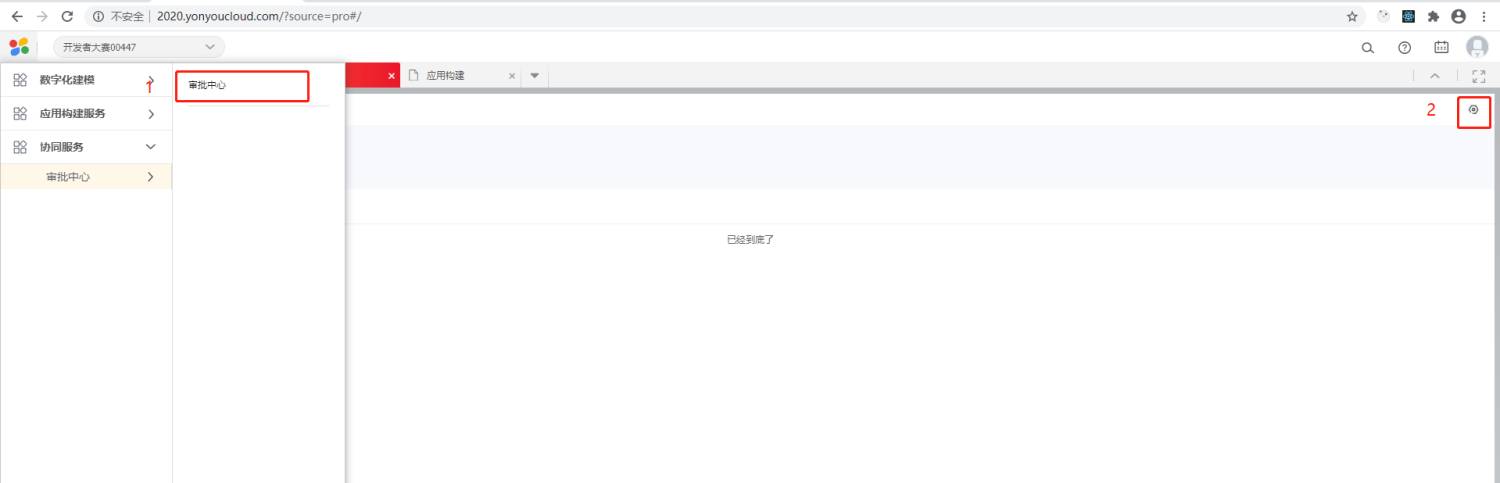 不安全
2020.yonyoucloud.com/?source=pro#/
开发者大赛00447
数字化建模
1
审批中心
应用构建
应用构建服务
2
协同服务
审批中心
已经到底了